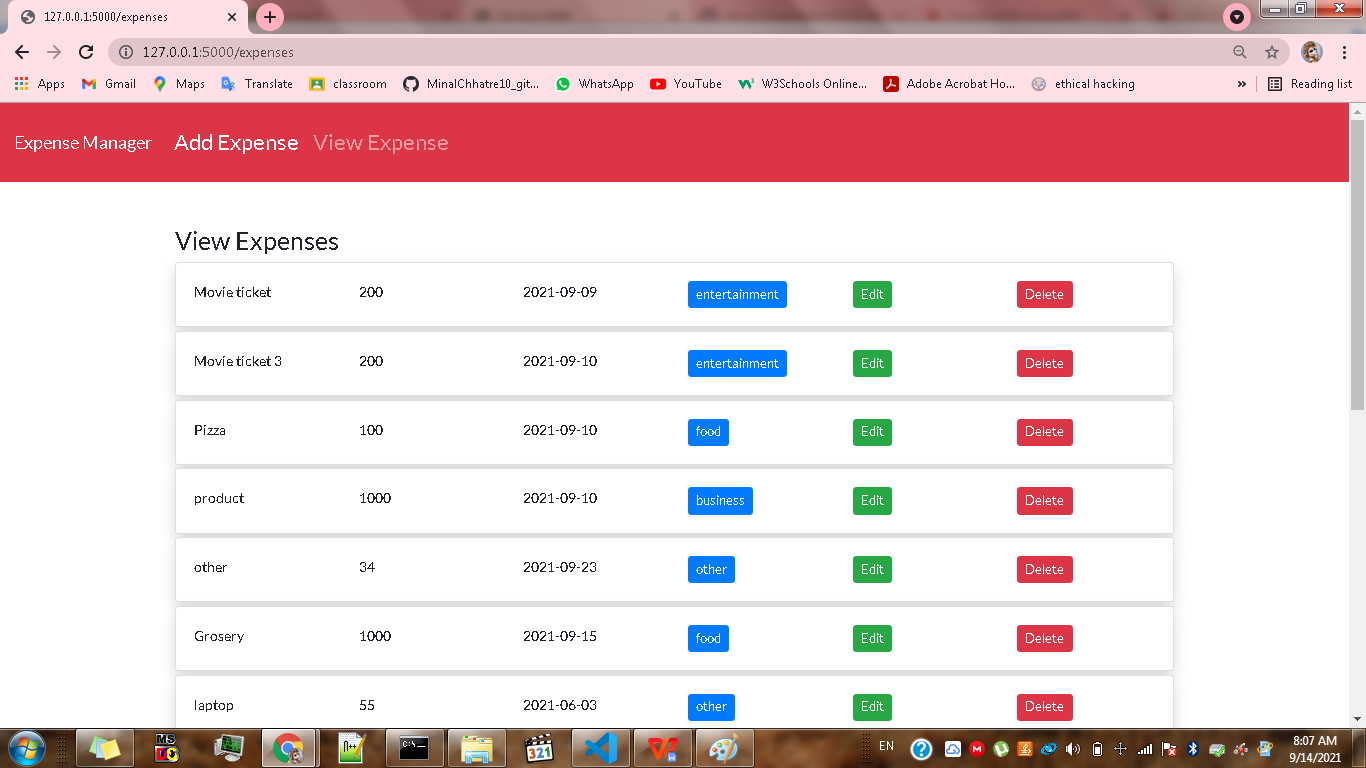 127.0.0.1:5000/expenses
127.0.0.1:5000/expenses
Apps Gmail Maps Translate classroom MinalChhatre10_git... WhatsApp YouTube W3Schools Online... Adobe Acrobat Ho... ethical hacking » Reading list
Expense Manager Add Expense View Expense
View Expenses
Movie ticket 200 2021-09-09 entertainment Edit Delete
Movie ticket 3 200 2021-09-10 entertainment Edit Delete
Pizza 100 2021-09-10 food Edit Delete
product 1000 2021-09-10 business Edit Delete
other 34 2021-09-23 other Edit Delete
Grosery 1000 2021-09-15 food Edit Delete
laptop 55 2021-06-03 other Edit Delete
MS
C:\
321
EN
8:07 AM
9/14/2021